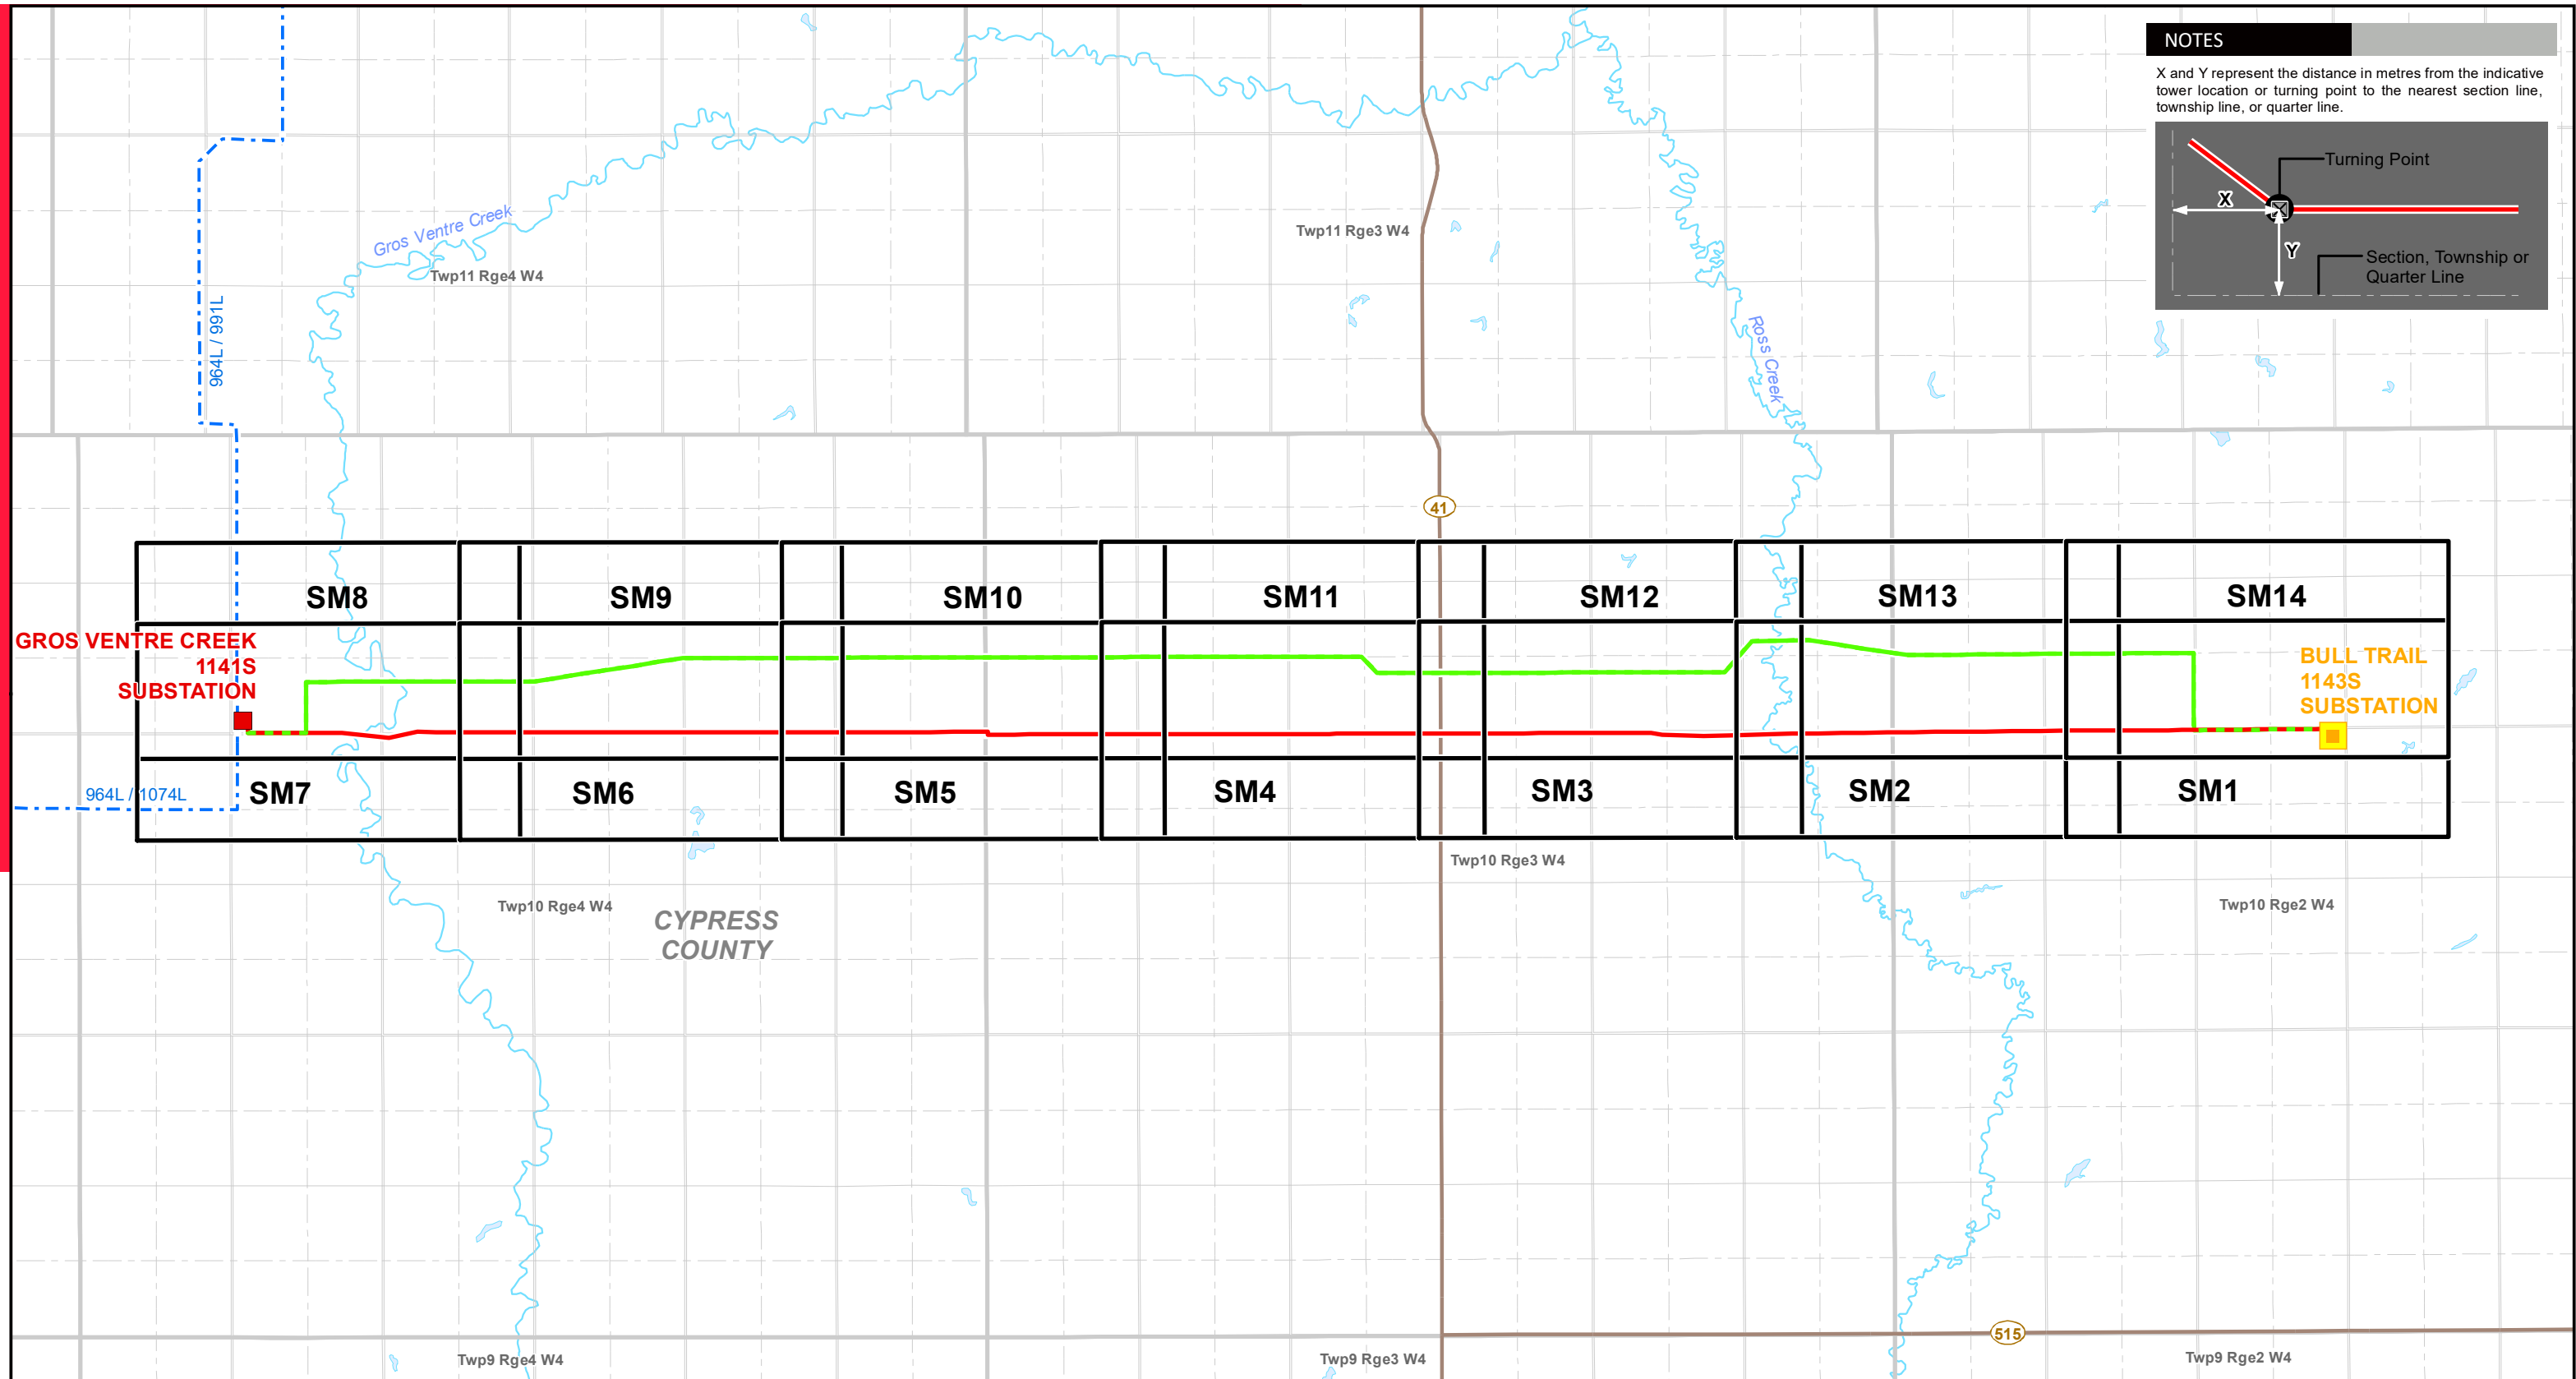 NOTES
X and Y represent the distance in metres from the indicative
tower location or turning point to the nearest section line,
township line, or quarter line.
Turning Point
X
Y
Section, Township or
Quarter Line
Gros Ventre Creek
Twp11 Rge4 W4
Twp11 Rge3 W4
964L / 991L
Ross Creek
41
SM8
SM9
SM10
SM11
SM12
SM13
SM14
GROS VENTRE CREEK
1141S
SUBSTATION
BULL TRAIL
1143S
SUBSTATION
964L / 1074L
SM7
SM6
SM5
SM4
SM3
SM2
SM1
Twp10 Rge4 W4
CYPRESS
COUNTY
Twp10 Rge3 W4
Twp10 Rge2 W4
515
Twp9 Rge4 W4
Twp9 Rge3 W4
Twp9 Rge2 W4